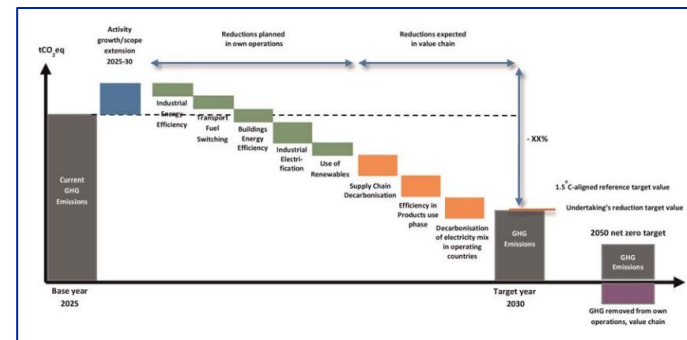 Activity
growth/scope
extension
2025-30
Reductions planned
in own operations
Reductions expected
in value chain
tCO2eq
Industrial
Energy
Efficiency
Transport
Fuel
Switching
Buildings
Energy
Efficiency
Industrial
Electri-
fication
Use of
Renewables
Supply Chain
Decarbonisation
Efficiency in
Products use
phase
Decarbonisation
of electricity mix
in operating
countries
- XX%
1.5°C-aligned reference target value
Undertaking's reduction target value
Current
GHG
Emissions
GHG
Emissions
2050 net zero target
GHG
Emissions
Base year
2025
Target year
2030
GHG removed from own
operations, value chain